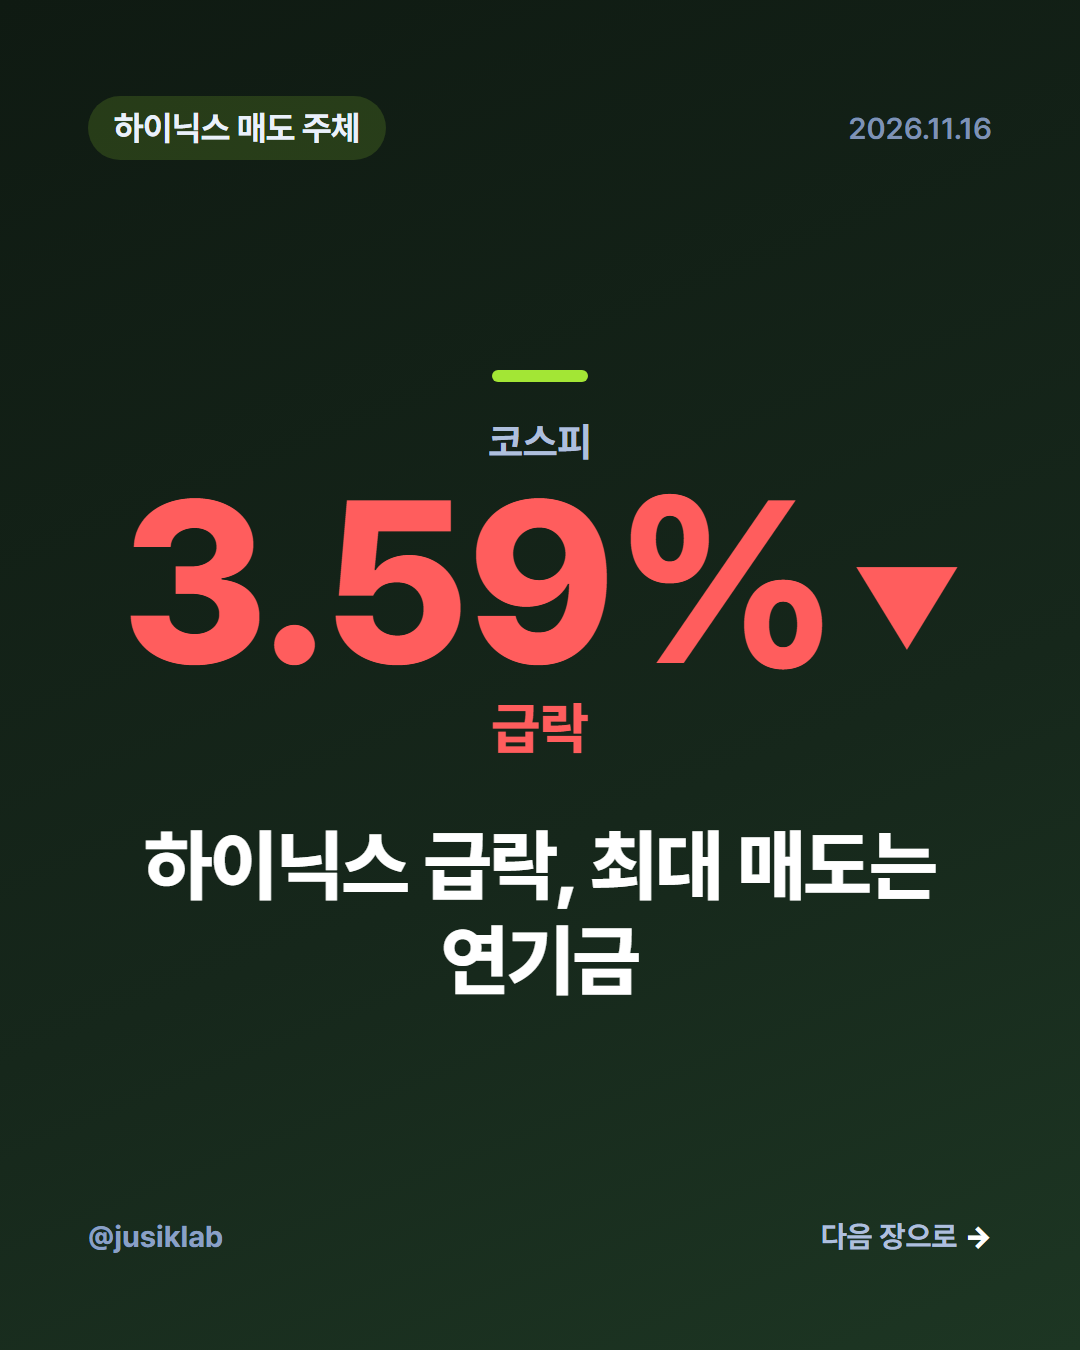 하이닉스 매도 주체
2026.11.16
코스피
3.59%▼
급락
하이닉스 급락, 최대 매도는
연기금
@jusiklab
다음 장으로 →